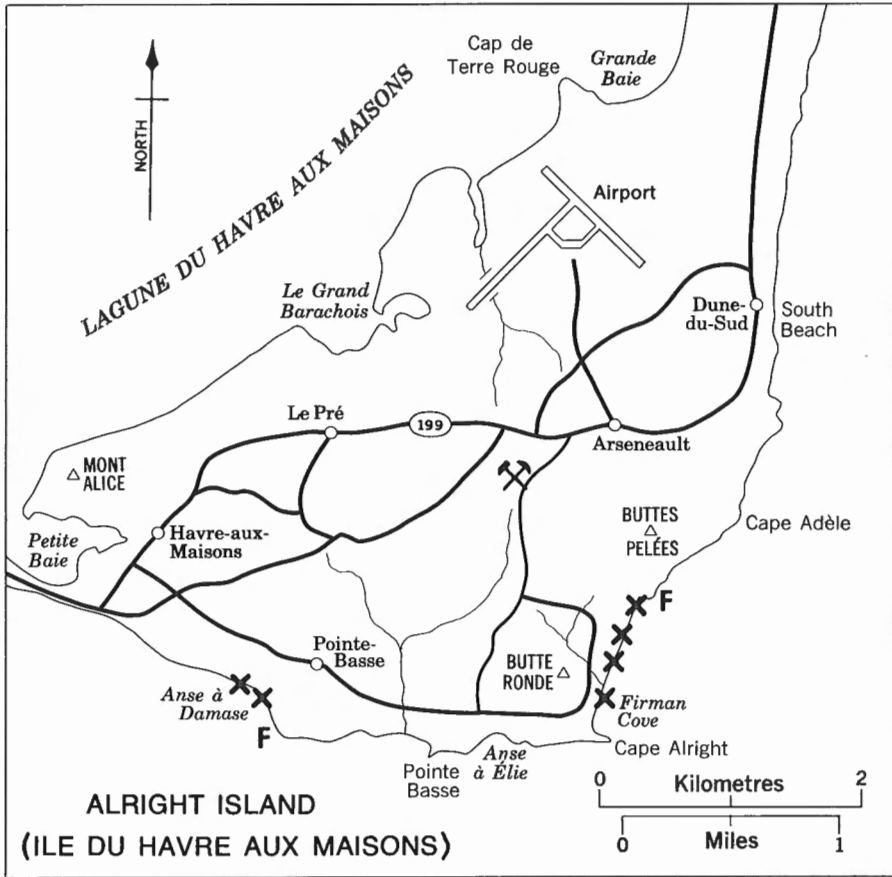 Cap de
Terre Rouge
Grande
Baie
NORTH
LAGUNE DU HAVRE AUX MAISONS
Airport
Le Grand
Barachois
Dune-
du-Sud
South
Beach
Le Pré
199
Arseneault
MONT
ALICE
BUTTES
PELÉES
Cape Adèle
Petite
Baie
Havre-aux-
Maisons
F
Pointe-
Basse
BUTTE
RONDE
Anse à
Damase
Firman
Cove
F
Cape Alright
Pointe
Basse
Anse
à Élie
0 Kilometres 2
0 Miles 1
ALRIGHT ISLAND
(ILE DU HAVRE AUX MAISONS)